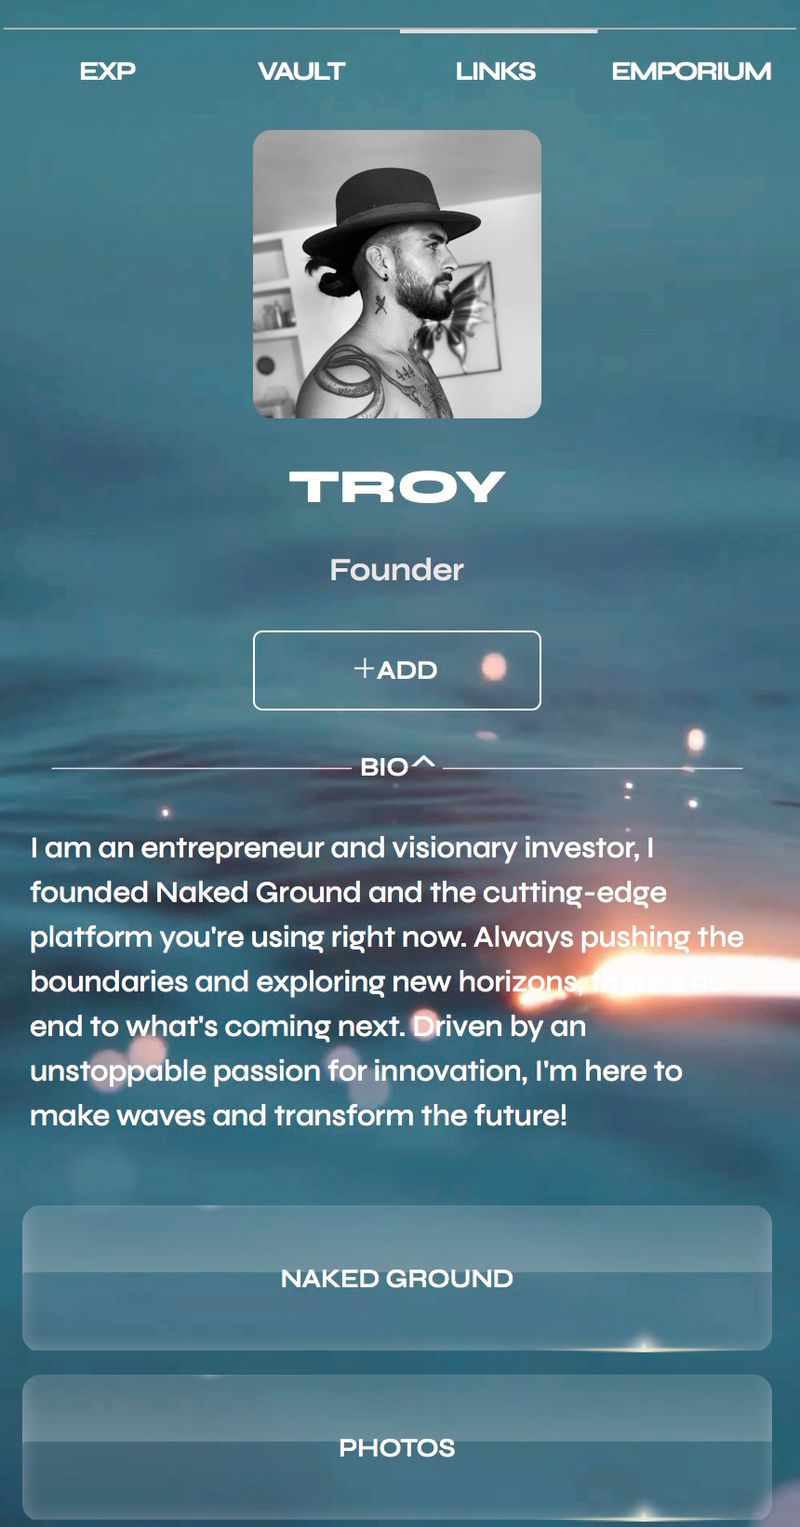 EXP VAULT LINKS EMPORIUM
444
TROY
Founder
+ADD
BIO^
I am an entrepreneur and visionary investor, I
founded Naked Ground and the cutting-edge
platform you're using right now. Always pushing the
boundaries and exploring new horizons, there's no
end to what's coming next. Driven by an
unstoppable passion for innovation, I'm here to
make waves and transform the future!
NAKED GROUND
PHOTOS